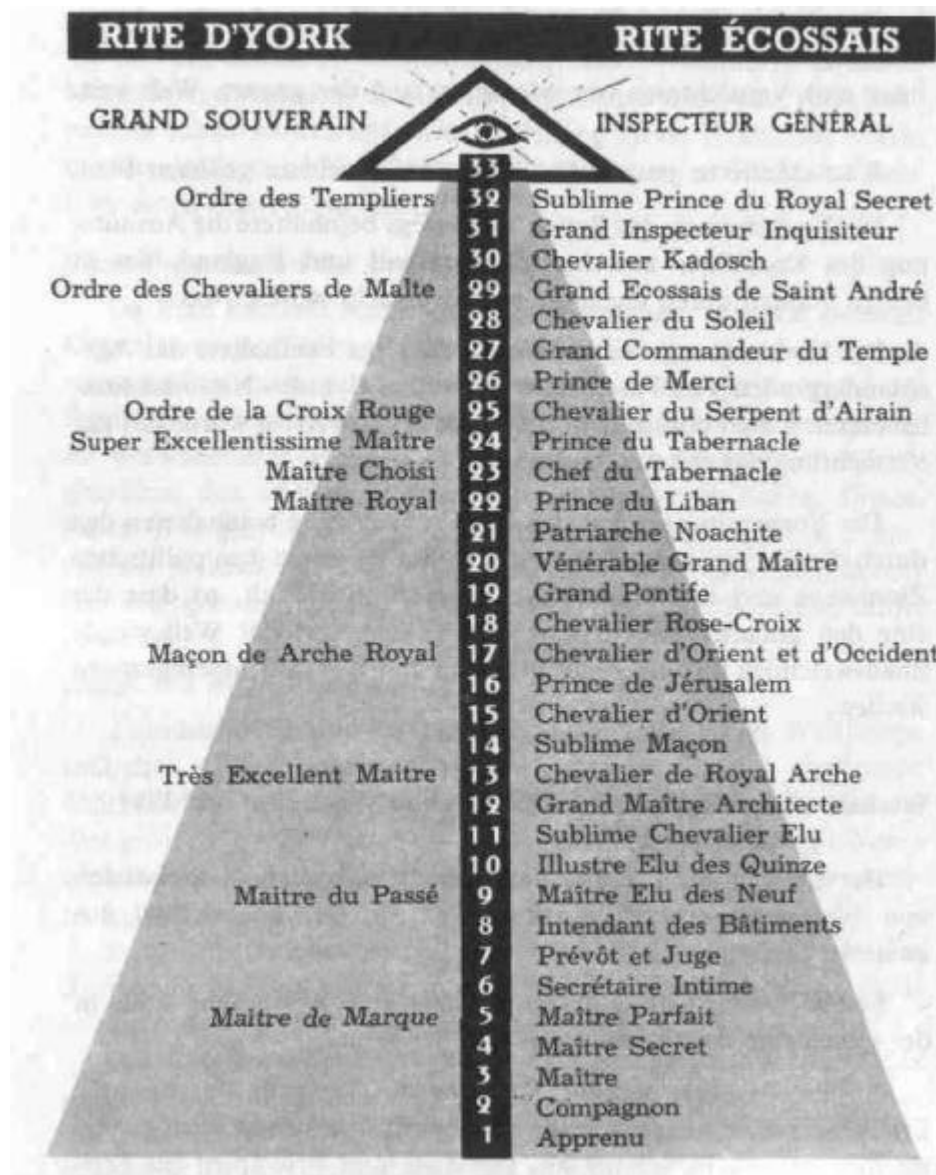 RITE D'YORK RITE ÉCOSSAIS
GRAND SOUVERAIN INSPECTEUR GÉNÉRAL
33
Ordre des Templiers 32 Sublime Prince du Royal Secret
31 Grand Inspecteur Inquisiteur
30 Chevalier Kadosch
Ordre des Chevaliers de Malte 29 Grand Ecossais de Saint André
28 Chevalier du Soleil
27 Grand Commandeur du Temple
26 Prince de Merci
Ordre de la Croix Rouge 25 Chevalier du Serpent d'Airain
Super Excellentissime Maître 24 Prince du Tabernacle
Maître Choisi 23 Chef du Tabernacle
Maitre Royal 22 Prince du Liban
21 Patriarche Noachite
20 Vénérable Grand Maître
19 Grand Pontife
18 Chevalier Rose-Croix
Maçon de Arche Royal 17 Chevalier d'Orient et d'Occident
16 Prince de Jérusalem
15 Chevalier d'Orient
14 Sublime Maçon
Très Excellent Maitre 13 Chevalier de Royal Arche
12 Grand Maître Architecte
11 Sublime Chevalier Elu
10 Illustre Elu des Quinze
Maitre du Passé 9 Maître Elu des Neuf
8 Intendant des Bâtiments
7 Prévôt et Juge
6 Secrétaire Intime
Maitre de Marque 5 Maître Parfait
4 Maître Secret
3 Maître
2 Compagnon
1 Apprenu